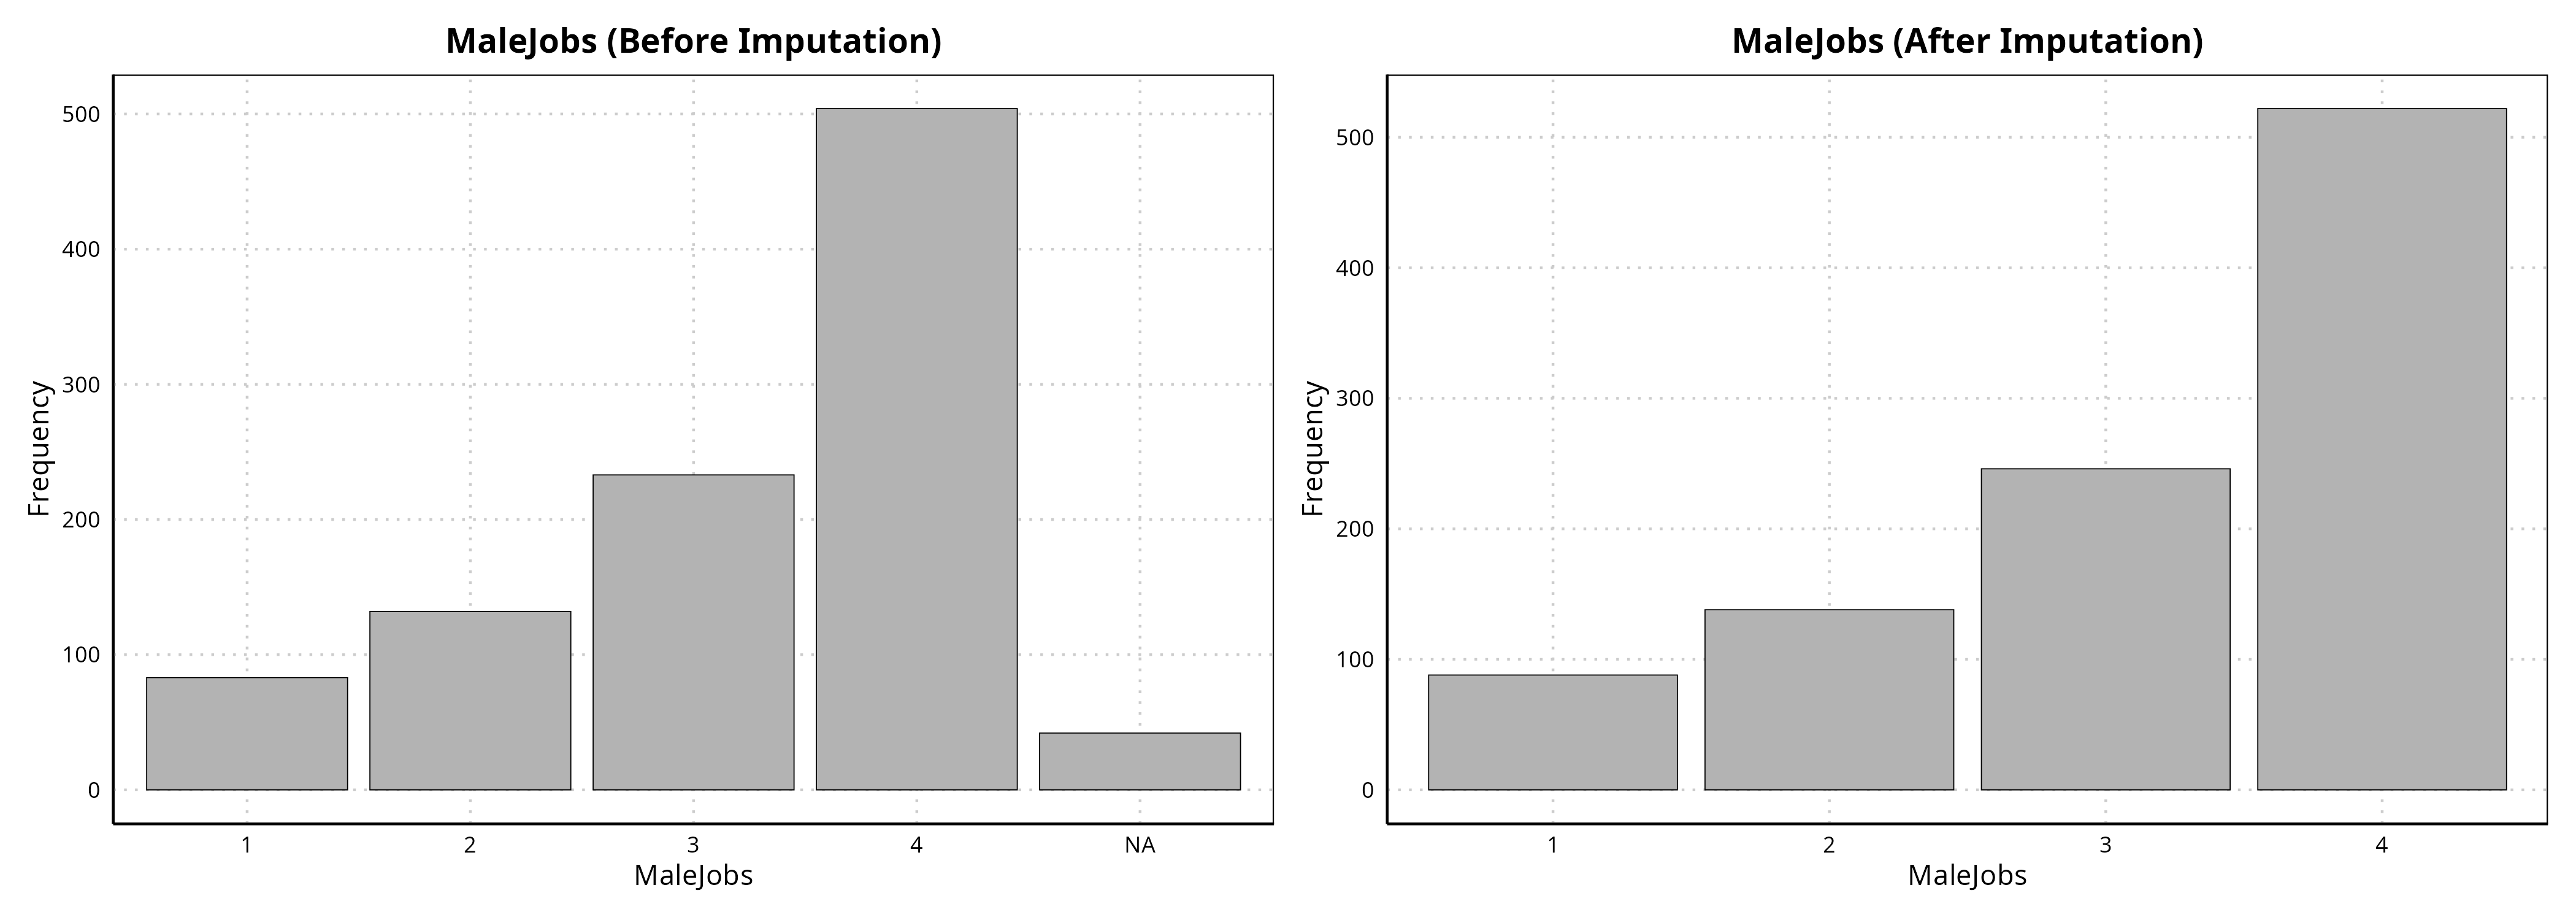 MaleJobs (Before Imputation)
500
400
300
200
100
0
Frequency
1 2 3 4 NA
MaleJobs
MaleJobs (After Imputation)
500
400
300
200
100
0
Frequency
1 2 3 4
MaleJobs